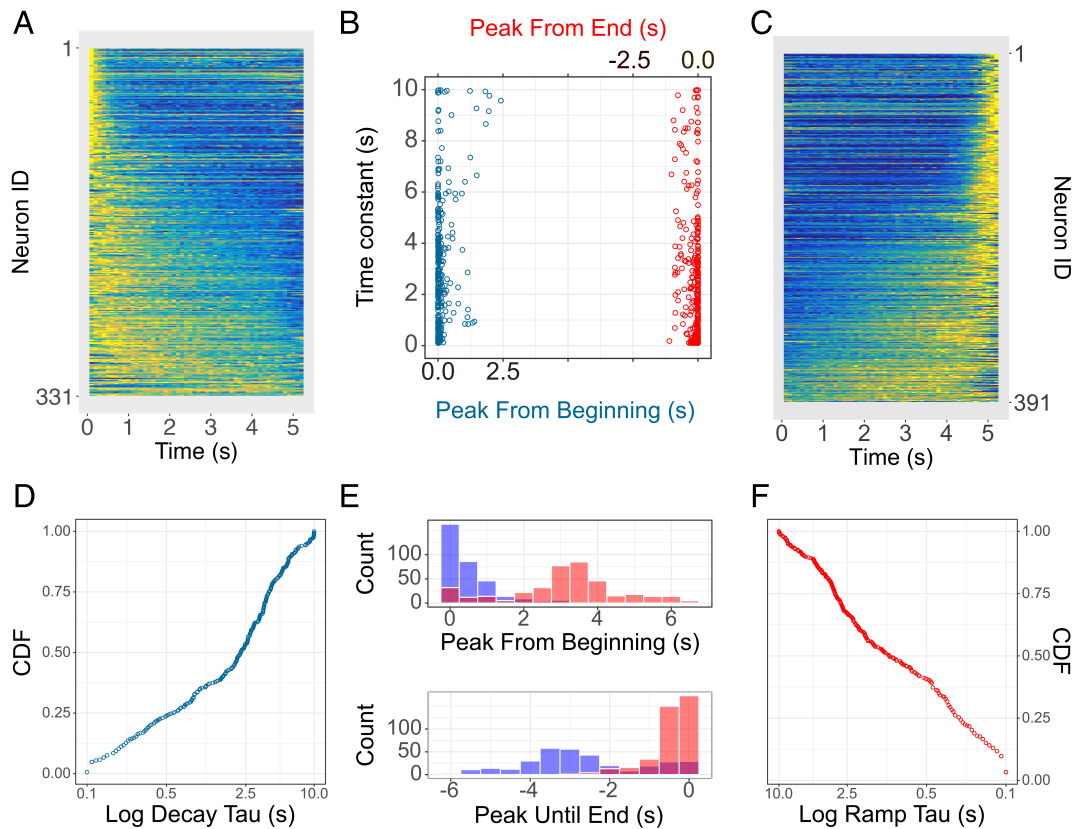 A
1
Neuron ID
331
0 1 2 3 4 5
Time (s)
B
Peak From End (s)
-2.5 0.0
10
8
6
4
2
0
Time constant (s)
0.0 2.5
Peak From Beginning (s)
C
1
Neuron ID
391
0 1 2 3 4 5
Time (s)
D
1.00
0.75
0.50
0.25
0.00
CDF
0.1 0.5 2.5 10.0
Log Decay Tau (s)
E
Count
100
50
0
0 2 4 6
Peak From Beginning (s)
Count
100
50
0
-6 -4 -2 0
Peak Until End (s)
F
1.00
0.75
0.50
0.25
0.00
CDF
10.0 2.5 0.5 0.1
Log Ramp Tau (s)